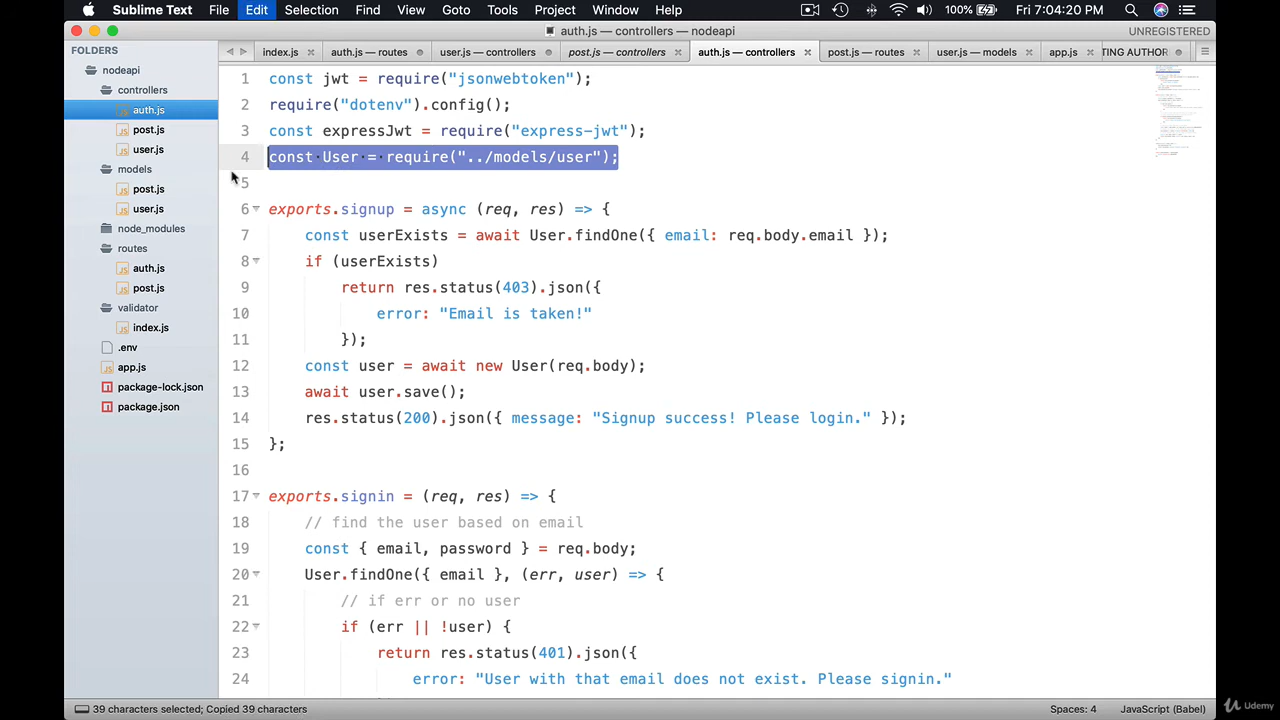 Sublime Text File Edit Selection Find View Goto Tools Project Window Help 100% Fri 7:04:20 PM
auth.js — controllers — nodeapi UNREGISTERED
FOLDERS
nodeapi
controllers
auth.js
post.js
user.js
models
post.js
user.js
node_modules
routes
auth.js
post.js
validator
index.js
.env
app.js
package-lock.json
package.json
index.js auth.js — routes user.js — controllers post.js — controllers auth.js — controllers post.js — routes user.js — models app.js TING AUTHOR
1 const jwt = require("jsonwebtoken");
2 require("dotenv").config();
3 const expressJwt = require("express-jwt");
4 const User = require("../models/user");
5
6 exports.signup = async (req, res) => {
7 const userExists = await User.findOne({ email: req.body.email });
8 if (userExists)
9 return res.status(403).json({
10 error: "Email is taken!"
11 });
12 const user = await new User(req.body);
13 await user.save();
14 res.status(200).json({ message: "Signup success! Please login." });
15 };
16
17 exports.signin = (req, res) => {
18 // find the user based on email
19 const { email, password } = req.body;
20 User.findOne({ email }, (err, user) => {
21 // if err or no user
22 if (err || !user) {
23 return res.status(401).json({
24 error: "User with that email does not exist. Please signin."
39 characters selected; Copied 39 characters Spaces: 4 JavaScript (Babel)
Udemy